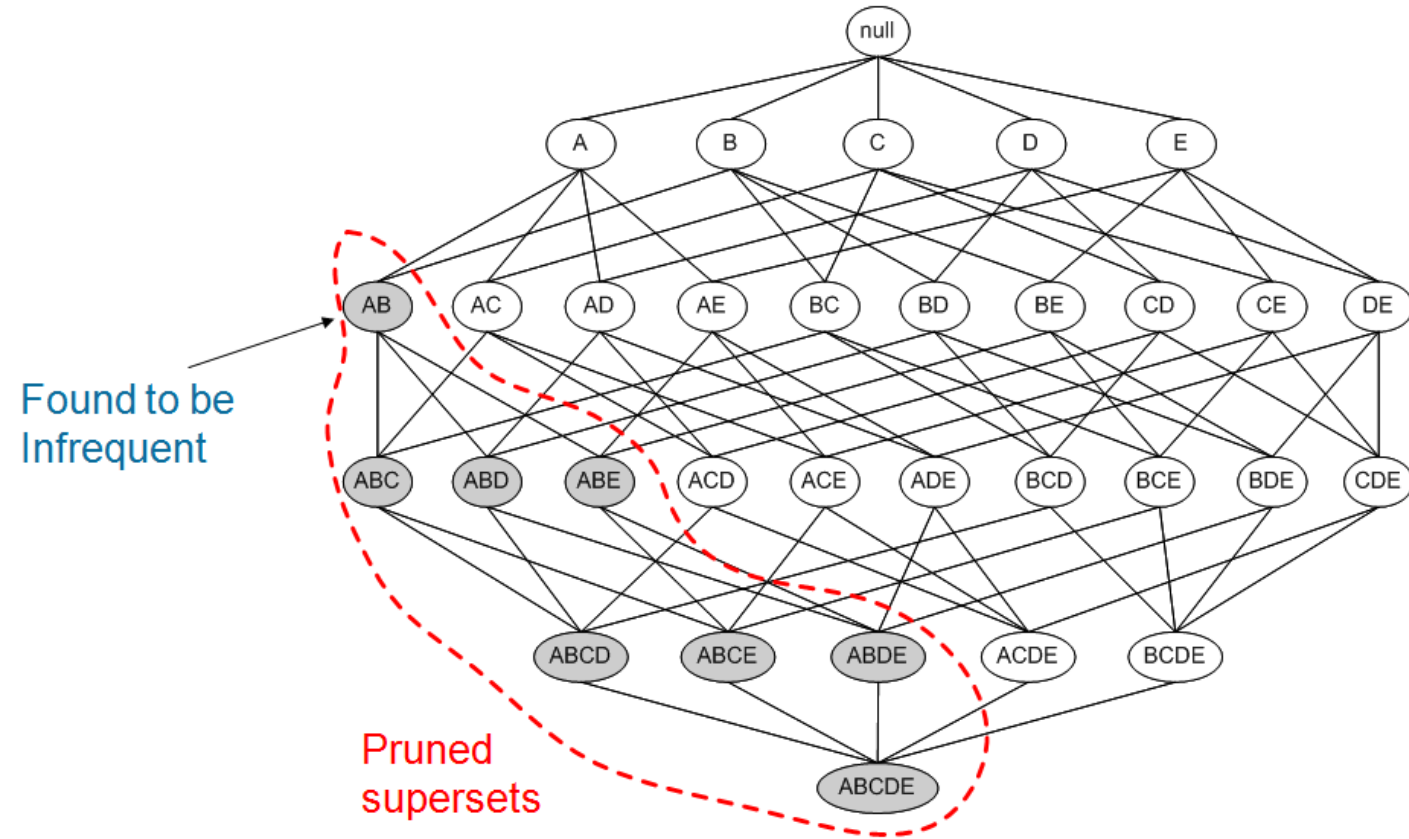 null
A B C D E
AB AC AD AE BC BD BE CD CE DE
Found to be
Infrequent
ABC ABD ABE ACD ACE ADE BCD BCE BDE CDE
ABCD ABCE ABDE ACDE BCDE
Pruned
supersets
ABCDE